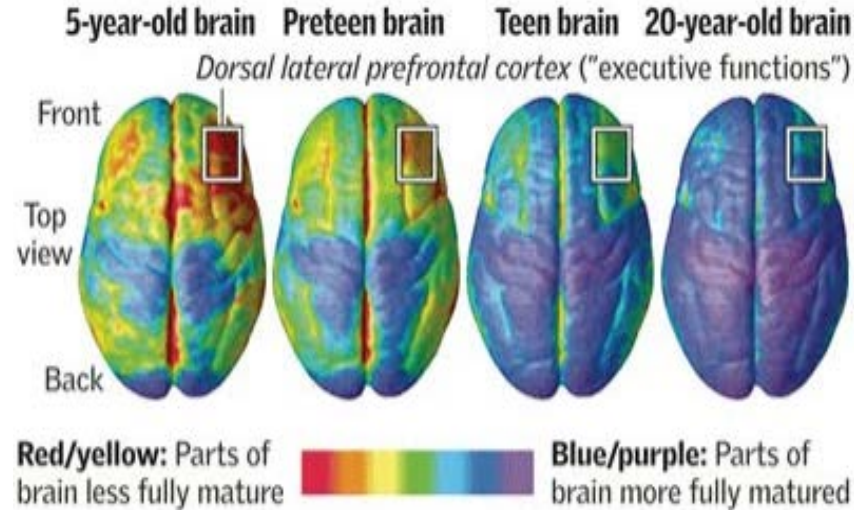 5-year-old brain Preteen brain Teen brain 20-year-old brain
Dorsal lateral prefrontal cortex ("executive functions")
Front
Top
view
Back
Red/yellow: Parts of
brain less fully mature
Blue/purple: Parts of
brain more fully matured